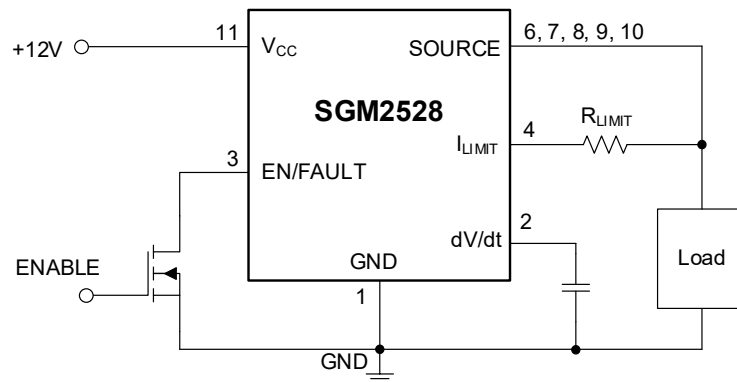 11
6, 7, 8, 9, 10
+12V
VCC
SOURCE
SGM2528
RLIMIT
4
ILIMIT
3
EN/FAULT
2
dV/dt
Load
ENABLE
GND
1
GND